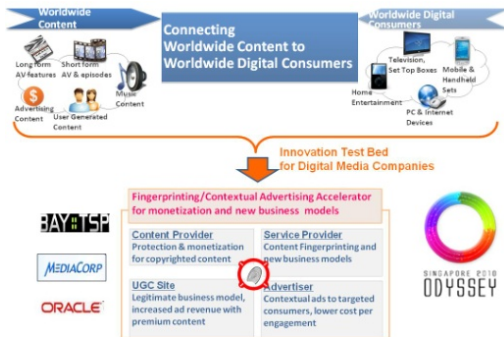 Worldwide
Content
Connecting
Worldwide Content to
Worldwide Digital Consumers
Worldwide Digital
Consumers
Long form
AV features
Short form
AV & episodes
Music
Content
Advertising
Content
User Generated
Content
Television,
Set Top Boxes
Mobile &
Handheld
Sets
Home
Entertainment
PC & Internet
Devices
Innovation Test Bed
for Digital Media Companies
Fingerprinting/Contextual Advertising Accelerator
for monetization and new business models
Content Provider
Protection & monetization
for copyrighted content
Service Provider
Content Fingerprinting and
new business models
UGC Site
Legitimate business model,
increased ad revenue with
premium content
Advertiser
Contextual ads to targeted
consumers, lower cost per
engagement
BAY TSP
MEDIACORP
ORACLE
SINGAPORE 2010
ODYSSEY